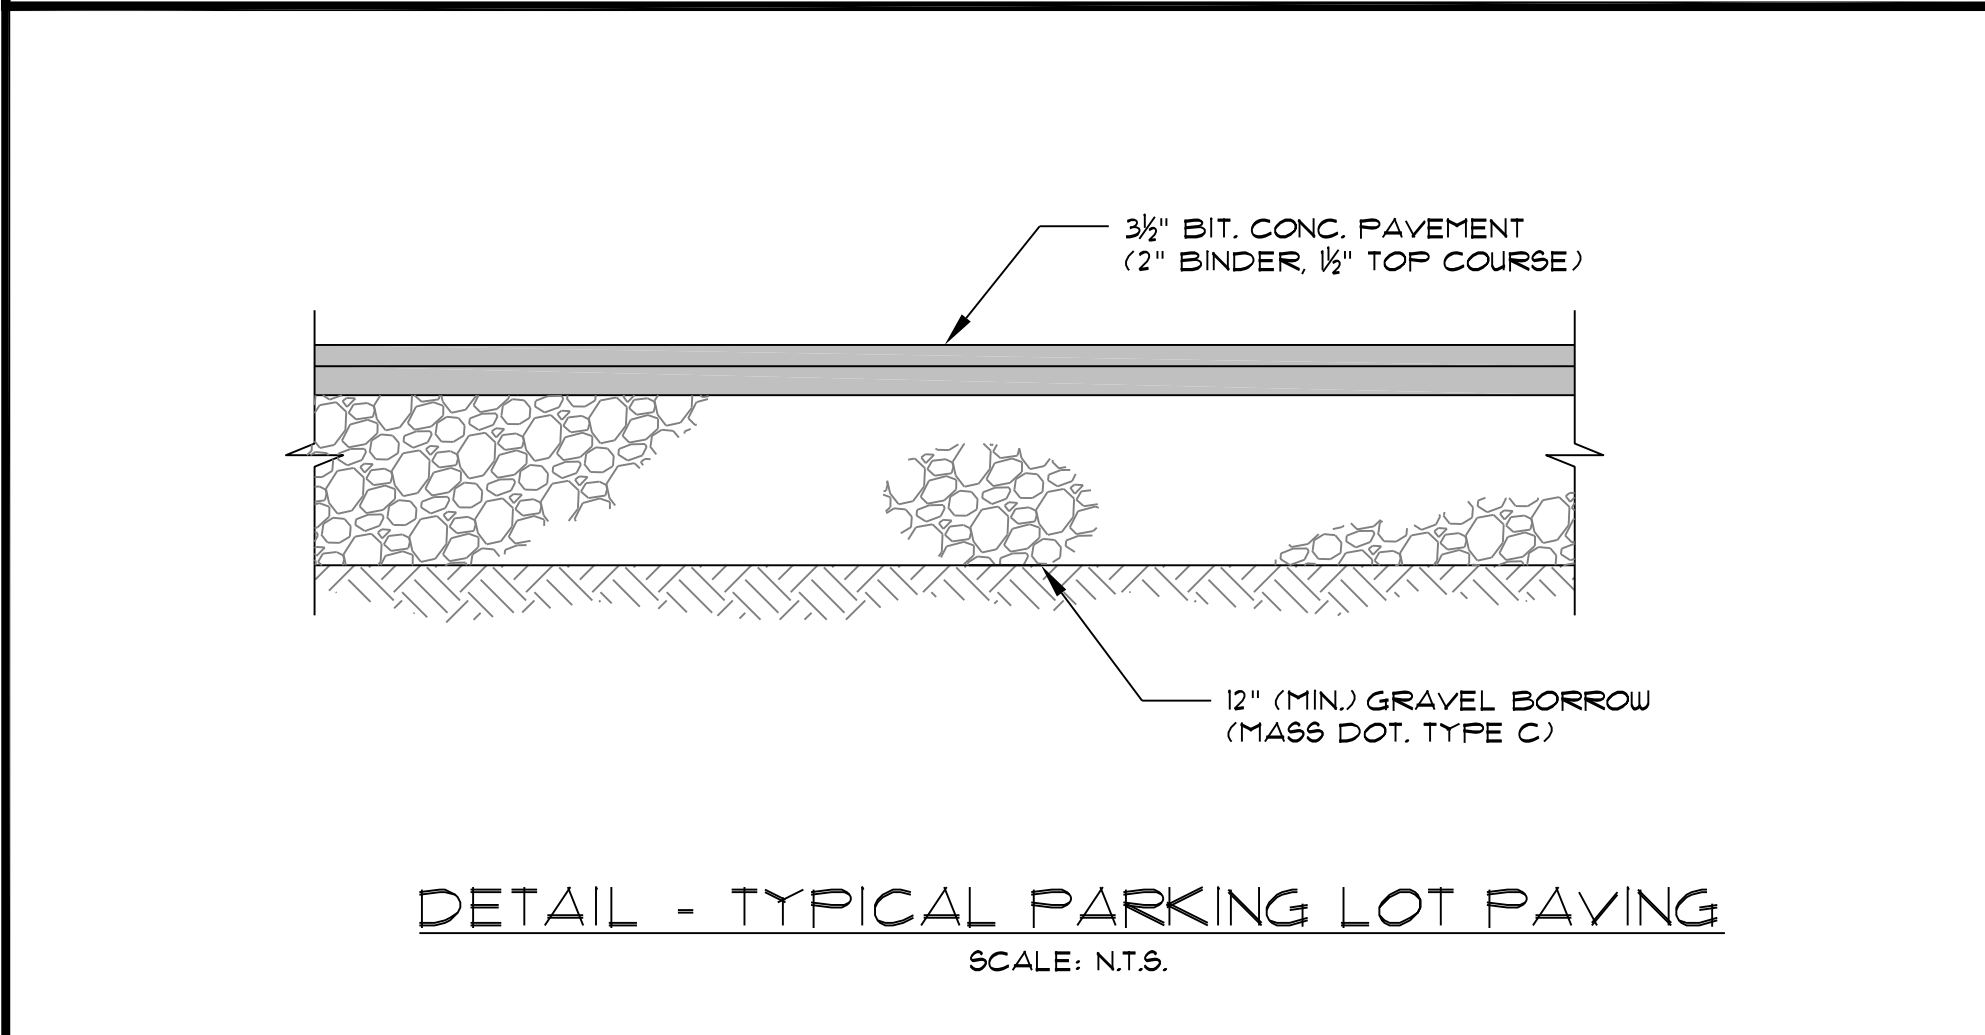 3½" BIT. CONC. PAVEMENT
(2" BINDER, 1½" TOP COURSE)
12" (MIN.) GRAVEL BORROW
(MASS DOT. TYPE C)
DETAIL - TYPICAL PARKING LOT PAVING
SCALE: N.T.S.